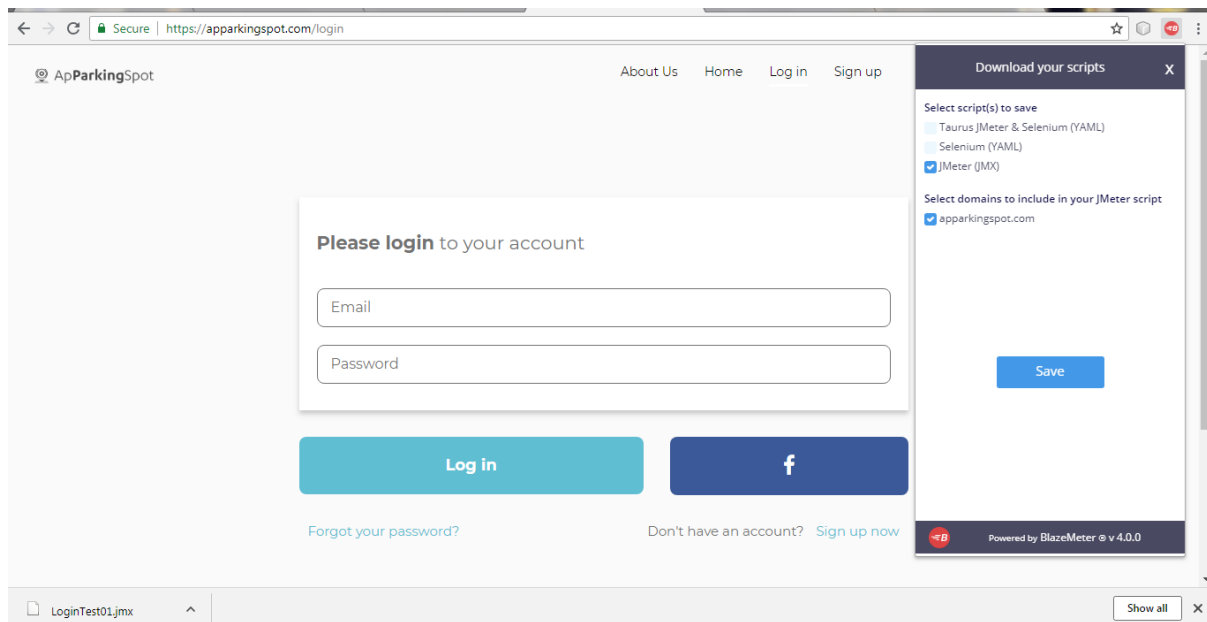 Secure | https://apparkingspot.com/login
ApParkingSpot
About Us Home Log in Sign up
Please login to your account
Email
Password
Log in
f
Forgot your password?
Don't have an account? Sign up now
Download your scripts X
Select script(s) to save
Taurus JMeter & Selenium (YAML)
Selenium (YAML)
JMeter (JMX)
Select domains to include in your JMeter script
apparkingspot.com
Save
B
Powered by BlazeMeter ® v 4.0.0
LoginTest01.jmx
Show all